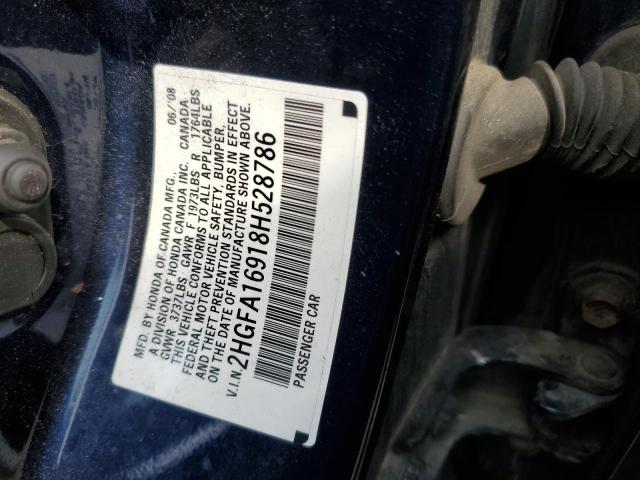 MFD. BY HONDA OF CANADA MFG.,
A DIVISION OF HONDA CANADA INC. CANADA 06/'08
GVWR 3737LBS GAWR F 1973LBS R 1764LBS
THIS VEHICLE CONFORMS TO ALL APPLICABLE
FEDERAL MOTOR VEHICLE SAFETY, BUMPER,
AND THEFT PREVENTION STANDARDS IN EFFECT
ON THE DATE OF MANUFACTURE SHOWN ABOVE.
V.I.N. 2HGFA16918H528786
PASSENGER CAR